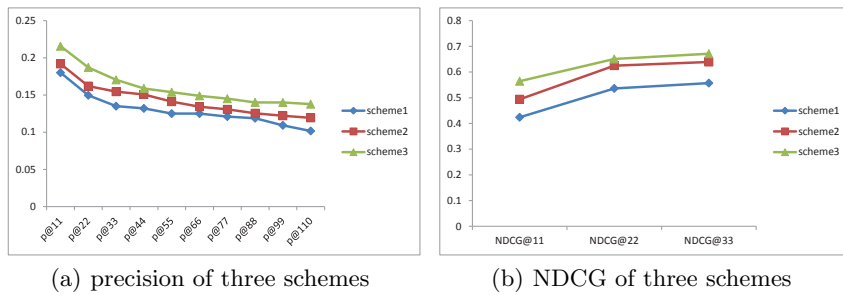 0.25
0.2
0.15
0.1
0.05
0
p@11
p@22
p@33
p@44
p@55
p@66
p@77
p@88
p@99
p@110
scheme1
scheme2
scheme3
(a) precision of three schemes
0.8
0.7
0.6
0.5
0.4
0.3
0.2
0.1
0
NDCG@11
NDCG@22
NDCG@33
scheme1
scheme2
scheme3
(b) NDCG of three schemes